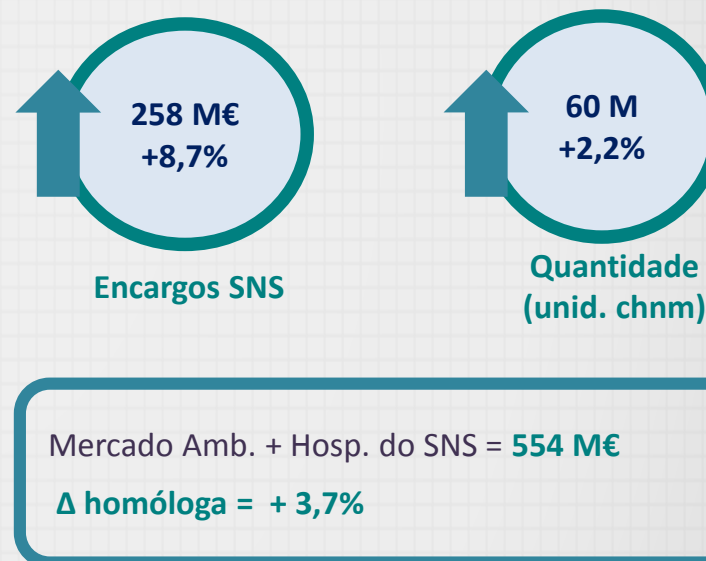 258 M€
+8,7%
Encargos SNS
60 M
+2,2%
Quantidade
(unid. chnm)
Mercado Amb. + Hosp. do SNS = 554 M€
Δ homóloga = + 3,7%